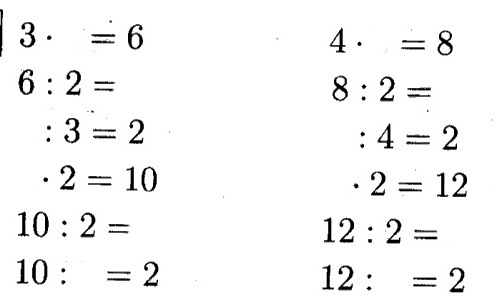 3 ·   = 6
6 : 2 =
  : 3 = 2
  · 2 = 10
10 : 2 =
10 :   = 2
4 ·   = 8
8 : 2 =
  : 4 = 2
  · 2 = 12
12 : 2 =
12 :   = 2